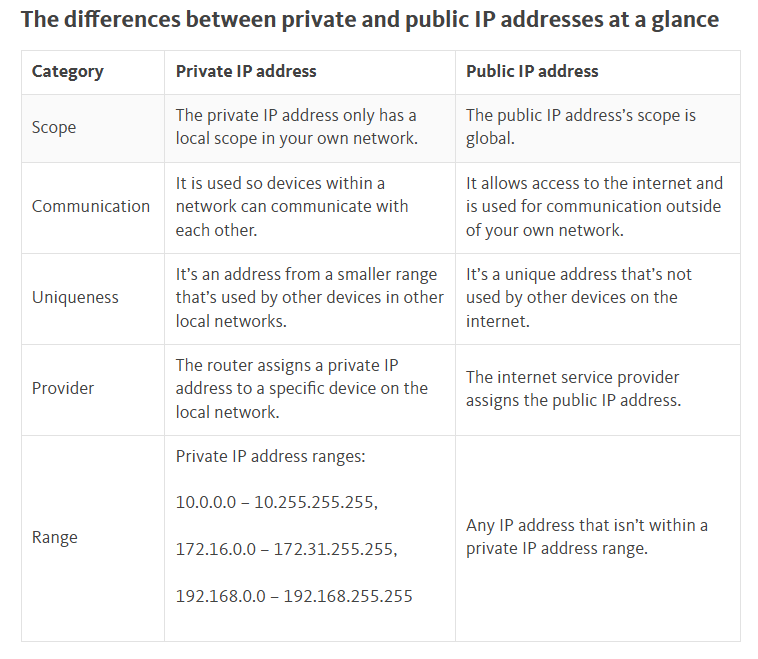 The differences between private and public IP addresses at a glance
Category
Private IP address
Public IP address
Scope
The private IP address only has a
local scope in your own network.
The public IP address’s scope is
global.
Communication
It is used so devices within a
network can communicate with
each other.
It allows access to the internet and
is used for communication outside
of your own network.
Uniqueness
It’s an address from a smaller range
that’s used by other devices in other
local networks.
It’s a unique address that’s not
used by other devices on the
internet.
Provider
The router assigns a private IP
address to a specific device on the
local network.
The internet service provider
assigns the public IP address.
Range
Private IP address ranges:
10.0.0.0 – 10.255.255.255,
172.16.0.0 – 172.31.255.255,
192.168.0.0 – 192.168.255.255
Any IP address that isn’t within a
private IP address range.